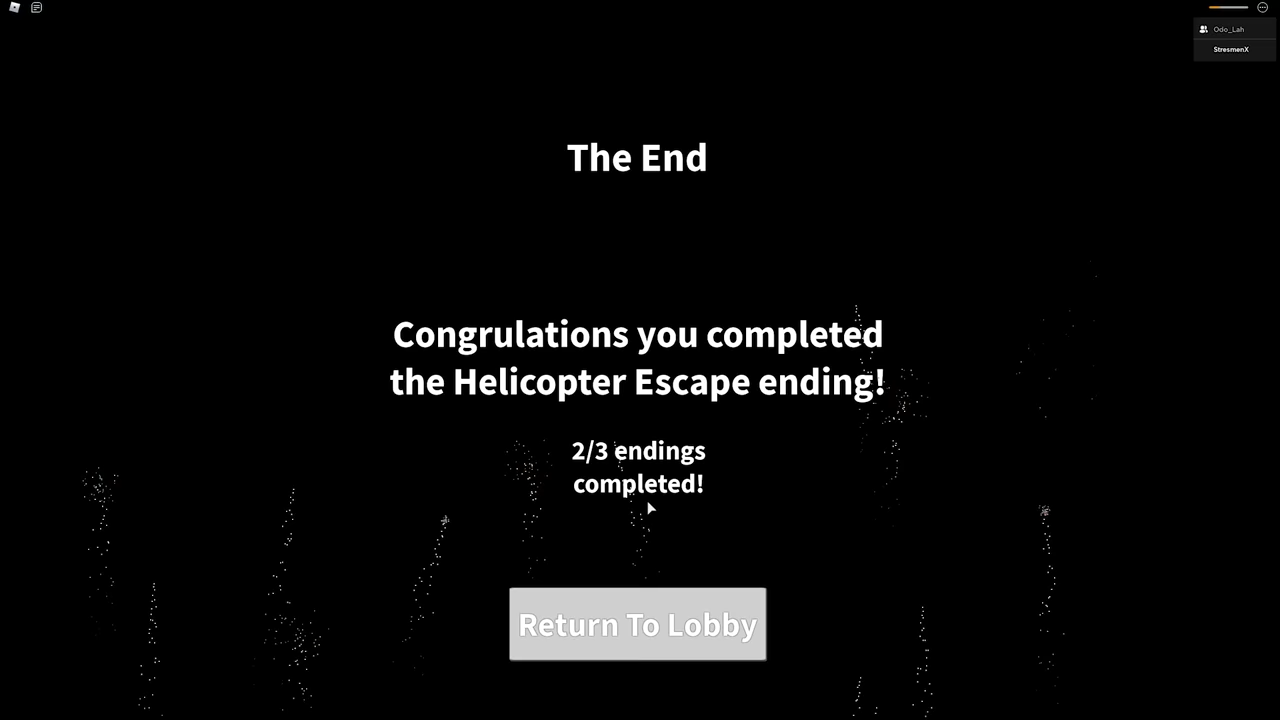 Odo_Lah
StresmenX
The End
Congrulations you completed
the Helicopter Escape ending!
2/3 endings
completed!
Return To Lobby